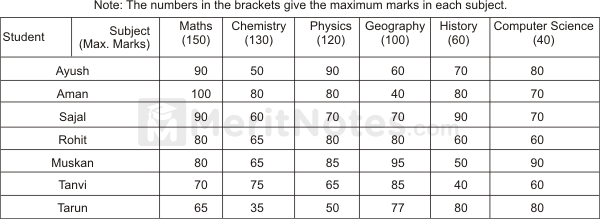 Note: The numbers in the brackets give the maximum marks in each subject.
Student Subject (Max. Marks) Maths (150) Chemistry (130) Physics (120) Geography (100) History (60) Computer Science (40)
Ayush 90 50 90 60 70 80
Aman 100 80 80 40 80 70
Sajal 90 60 70 70 90 70
Rohit 80 65 80 80 60 60
Muskan 80 65 85 95 50 90
Tanvi 70 75 65 85 40 60
Tarun 65 35 50 77 80 80
MeritNotes.com